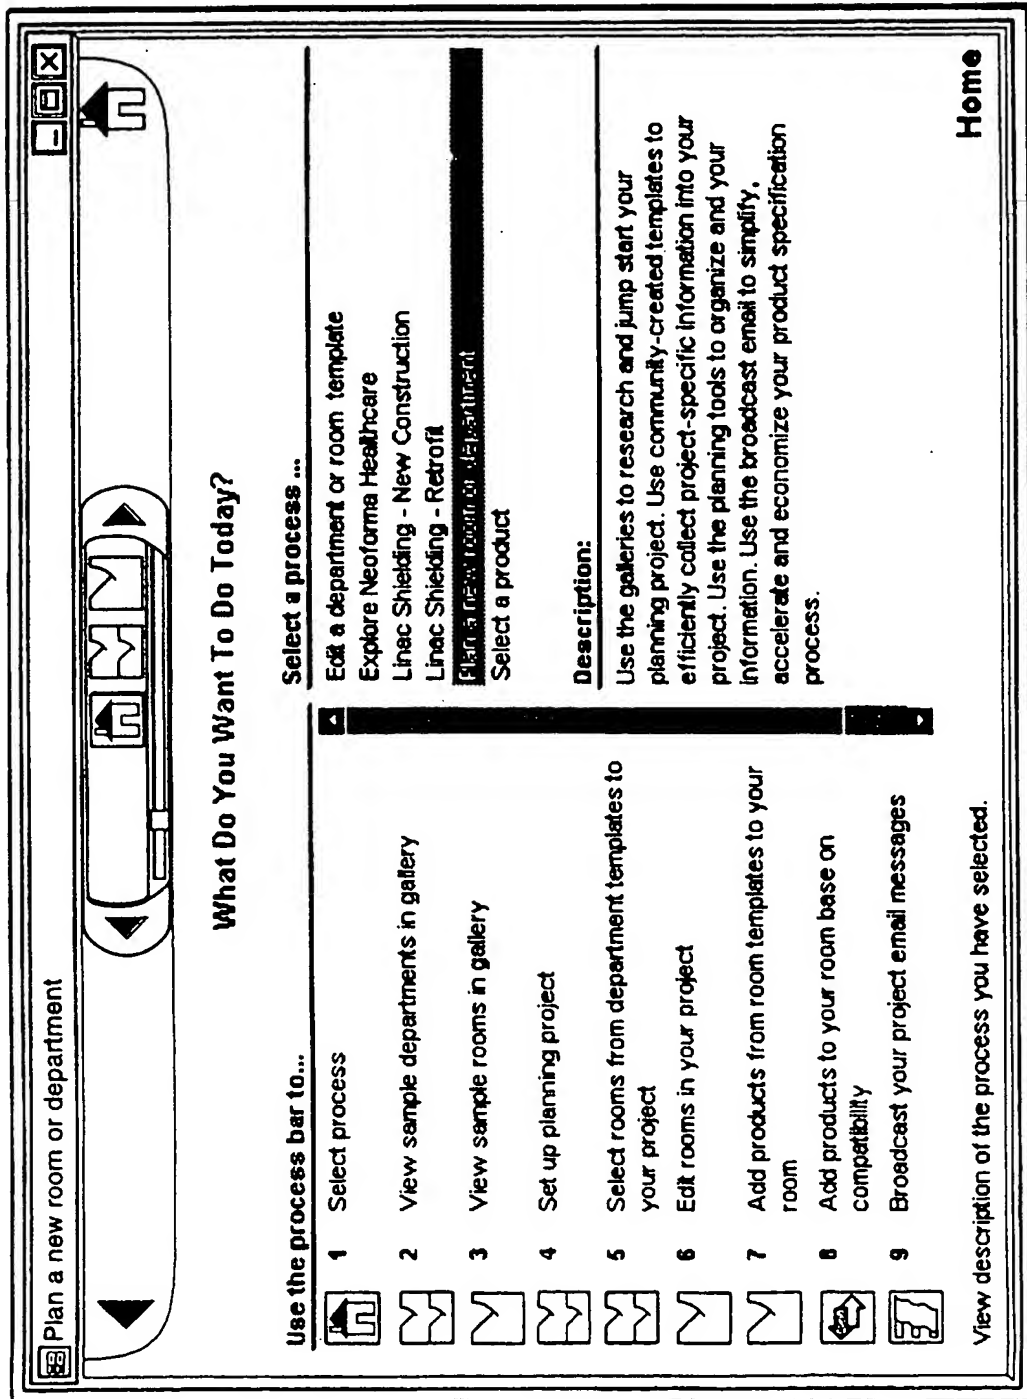 Plan a new room or department
What Do You Want To Do Today?
Use the process bar to...
1 Select process
2 View sample departments in gallery
3 View sample rooms in gallery
4 Set up planning project
5 Select rooms from department templates to
your project
6 Edit rooms in your project
7 Add products from room templates to your
room
8 Add products to your room base on
compatibility
9 Broadcast your project email messages
Select a process ...
Edit a department or room template
Explore Neoforma Healthcare
Linac Shielding - New Construction
Linac Shielding - Retrofit
Plan a new room or department
Select a product
Description:
Use the galleries to research and jump start your
planning project. Use community-created templates to
efficiently collect project-specific information into your
project. Use the planning tools to organize and your
information. Use the broadcast email to simplify,
accelerate and economize your product specification
process.
View description of the process you have selected.
Home